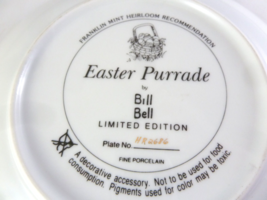 FRANKLIN MINT HEIRLOOM RECOMMENDATION
Easter Purrade
by
Bill
Bell
LIMITED EDITION
Plate No.
FINE PORCELAIN
A decorative accessory. Not to be used for food
consumption. Pigments used for color may be toxic.